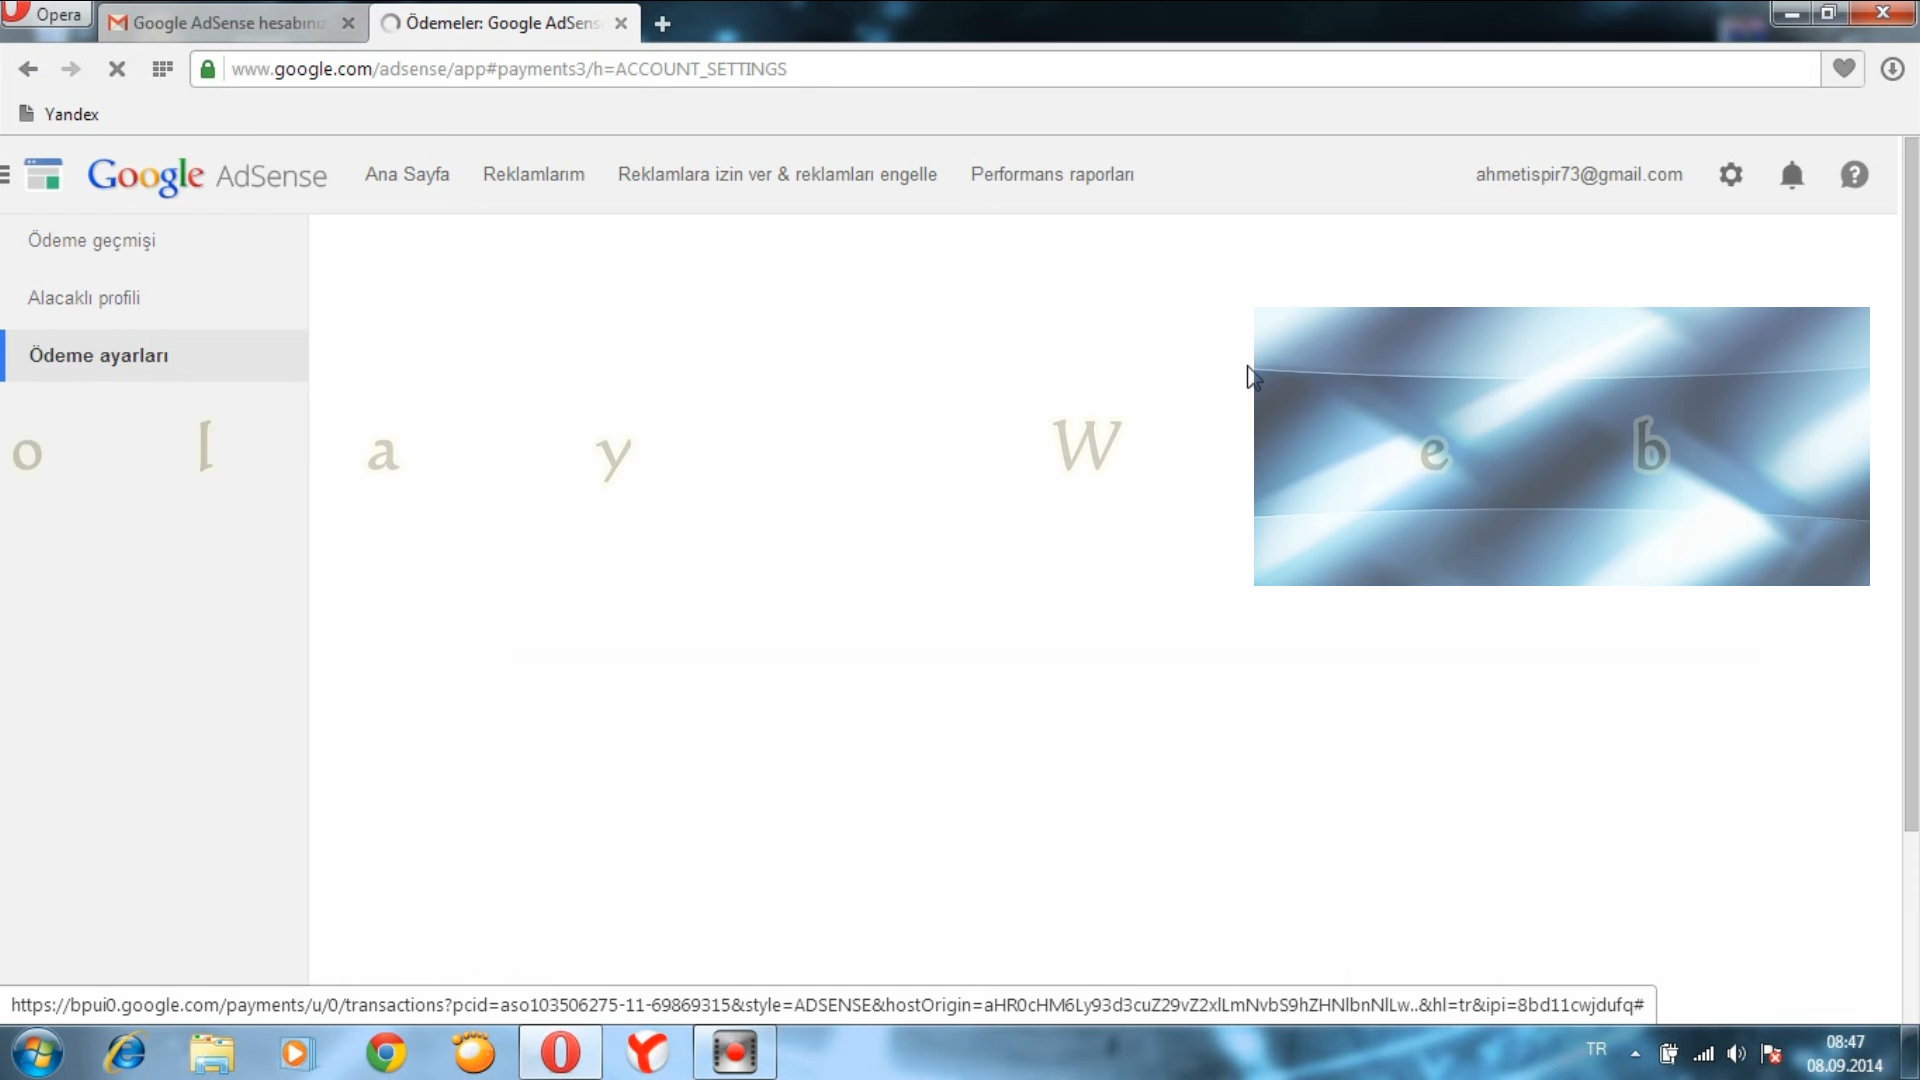 Opera
Google AdSense hesabınız
Ödemeler: Google AdSens
www.google.com/adsense/app#payments3/h=ACCOUNT_SETTINGS
Yandex
Google AdSense
Ana Sayfa
Reklamlarım
Reklamlara izin ver & reklamları engelle
Performans raporları
ahmetispir73@gmail.com
Ödeme geçmişi
Alacaklı profili
Ödeme ayarları
o l a y W e b
https://bpui0.google.com/payments/u/0/transactions?pcid=aso103506275-11-69869315&style=ADSENSE&hostOrigin=aHR0cHM6Ly93d3cuZ29vZ2xlLmNvbS9hZHNlbnNlLw..&hl=tr&ipi=8bd11cwjdufq#
TR
08:47
08.09.2014